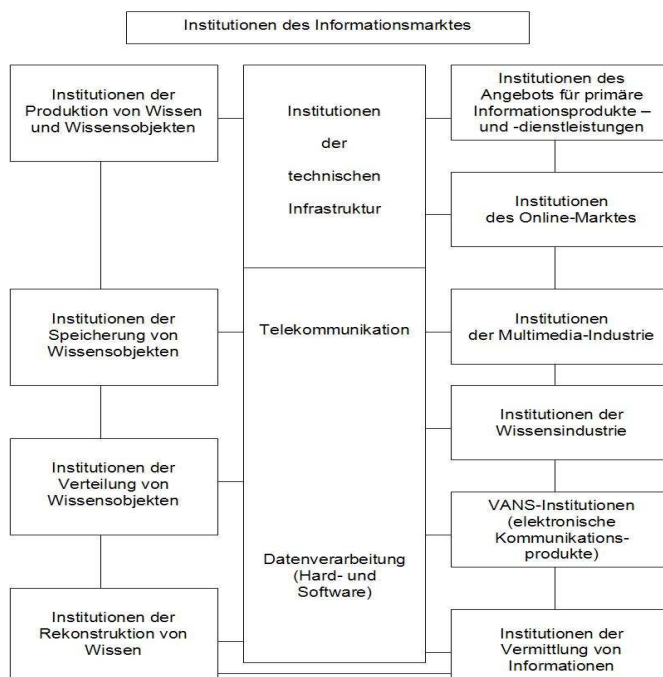 Institutionen des Informationsmarktes
Institutionen der
Produktion von Wissen
und Wissensobjekten
Institutionen der
Speicherung von
Wissensobjekten
Institutionen der
Verteilung von
Wissensobjekten
Institutionen der
Rekonstruktion von
Wissen
Institutionen
der
technischen
Infrastruktur
Telekommunikation
Datenverarbeitung
(Hard- und
Software)
Institutionen des
Angebots für primäre
Informationsprodukte –
und -dienstleistungen
Institutionen
des Online-Marktes
Institutionen
der Multimedia-Industrie
Institutionen der
Wissensindustrie
VANS-Institutionen
(elektronische
Kommunikations-
produkte)
Institutionen der
Vermittlung von
Informationen